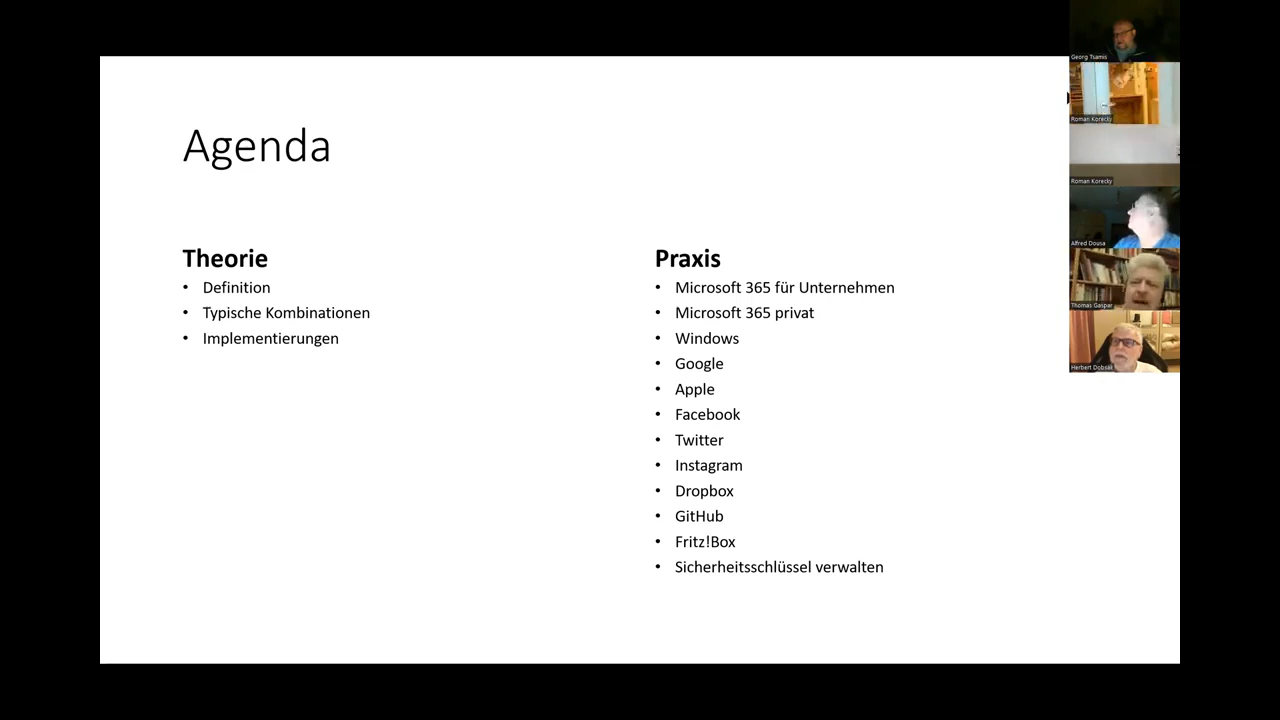 Agenda
Theorie
• Definition
• Typische Kombinationen
• Implementierungen
Praxis
• Microsoft 365 für Unternehmen
• Microsoft 365 privat
• Windows
• Google
• Apple
• Facebook
• Twitter
• Instagram
• Dropbox
• GitHub
• Fritz!Box
• Sicherheitsschlüssel verwalten
Georg Tsamis
Roman Korecky
Roman Korecky
Alfred Dousa
Thomas Gaspar
Herbert Dobsak